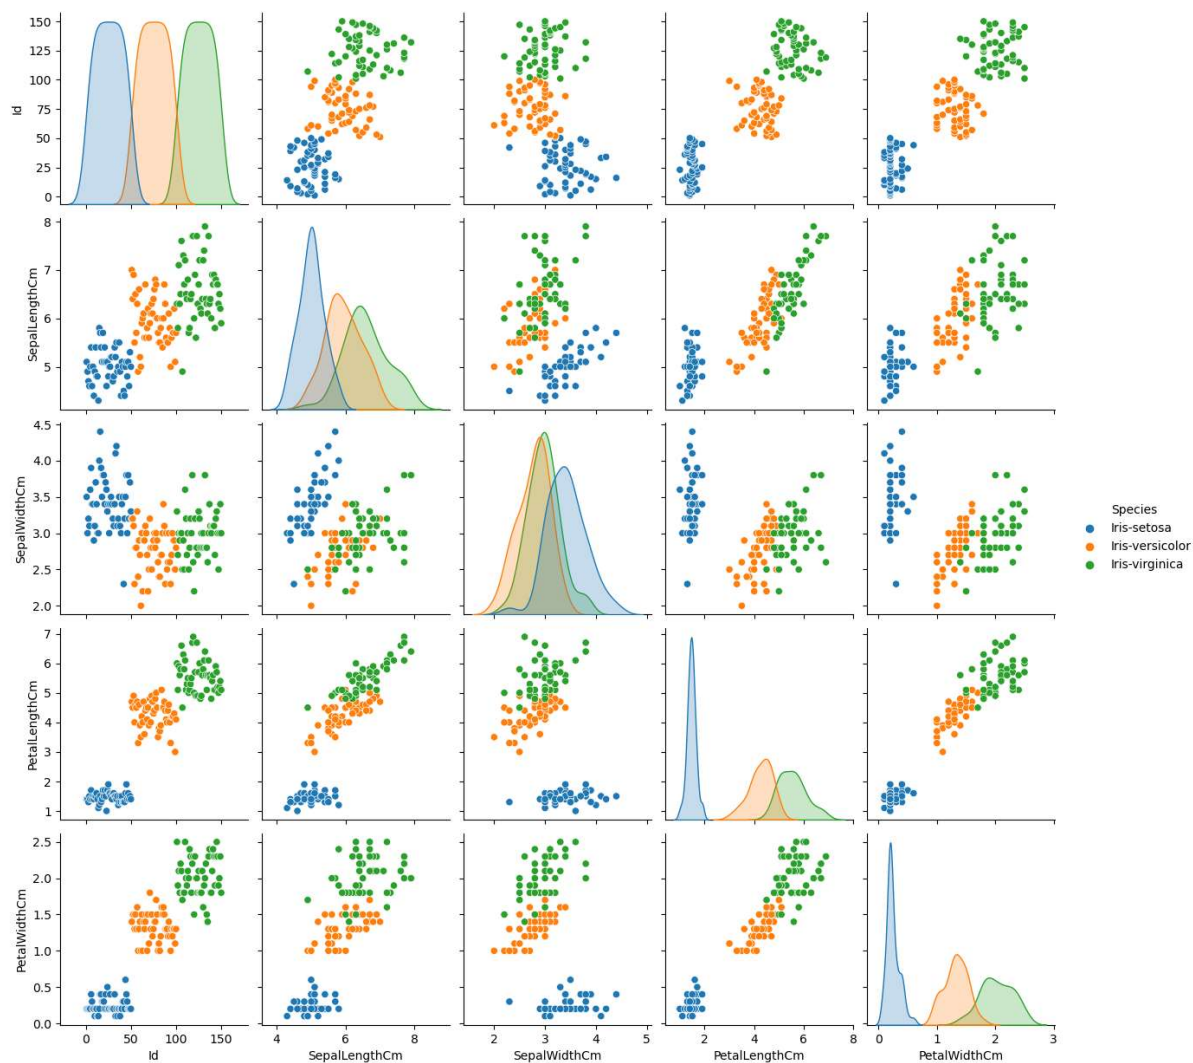 150
125
100
75
50
25
0
Id
8
7
6
5
SepalLengthCm
4.5
4.0
3.5
3.0
2.5
2.0
SepalWidthCm
Species
Iris-setosa
Iris-versicolor
Iris-virginica
7
6
5
4
3
2
1
PetalLengthCm
2.5
2.0
1.5
1.0
0.5
0.0
PetalWidthCm
0 50 100 150
4 6 8
2 3 4 5
2 4 6 8
0 1 2 3
Id SepalLengthCm SepalWidthCm PetalLengthCm PetalWidthCm